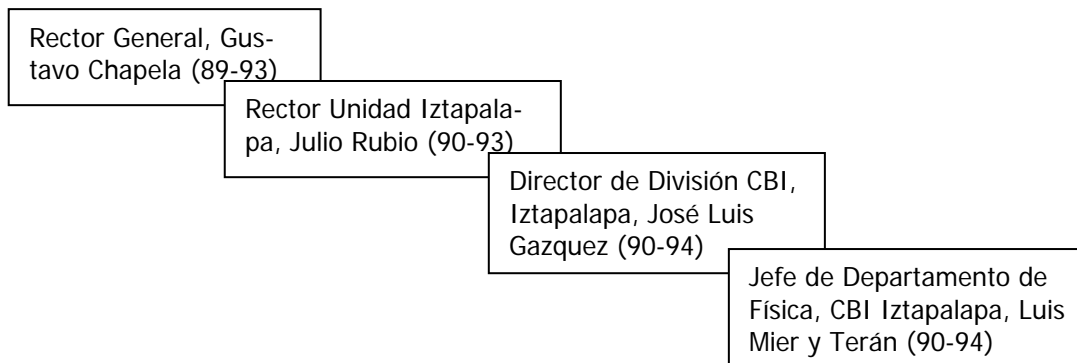 Rector General, Gus-
tavo Chapela (89-93)
Rector Unidad Iztapala-
pa, Julio Rubio (90-93)
Director de División CBI,
Iztapalapa, José Luis
Gazquez (90-94)
Jefe de Departamento de
Física, CBI Iztapalapa, Luis
Mier y Terán (90-94)